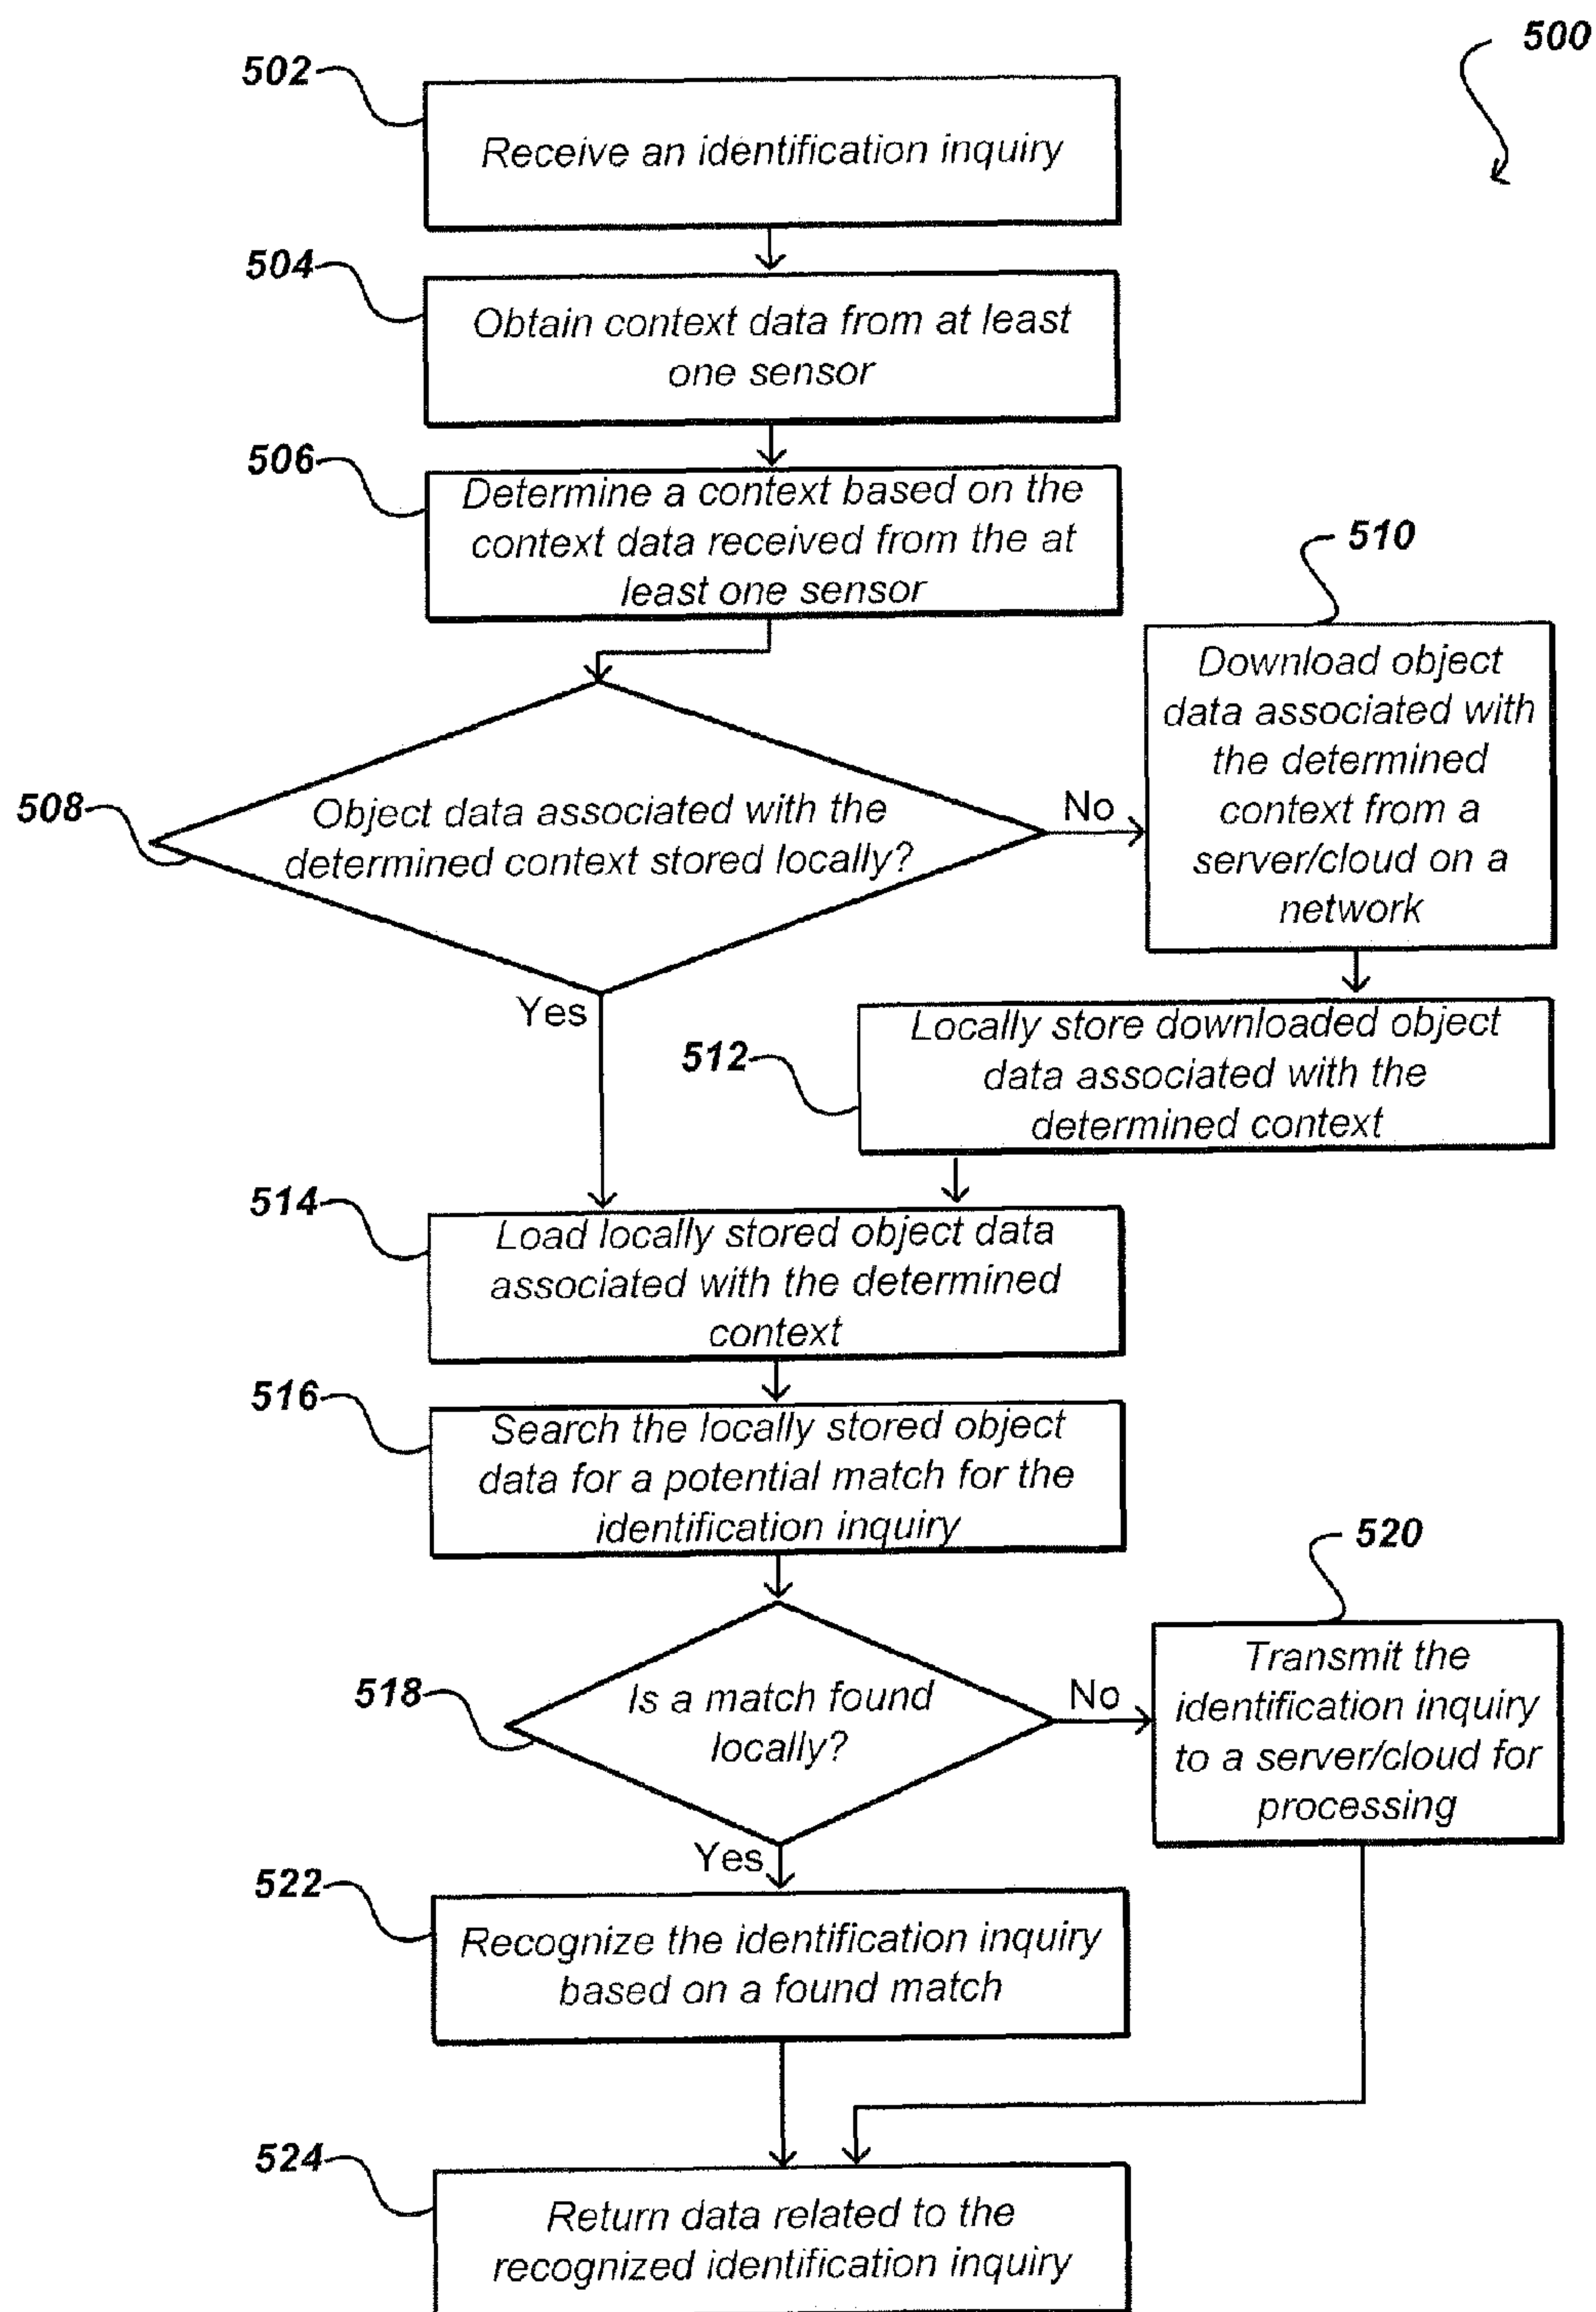 500
502
Receive an identification inquiry
504
Obtain context data from at least
one sensor
506
Determine a context based on the
context data received from the at
least one sensor
508
Object data associated with the
determined context stored locally?
No
510
Download object
data associated with
the determined
context from a
server/cloud on a
network
Yes
512
Locally store downloaded object
data associated with the
determined context
514
Load locally stored object data
associated with the determined
context
516
Search the locally stored object
data for a potential match for the
identification inquiry
518
Is a match found
locally?
No
520
Transmit the
identification inquiry
to a server/cloud for
processing
Yes
522
Recognize the identification inquiry
based on a found match
524
Return data related to the
recognized identification inquiry